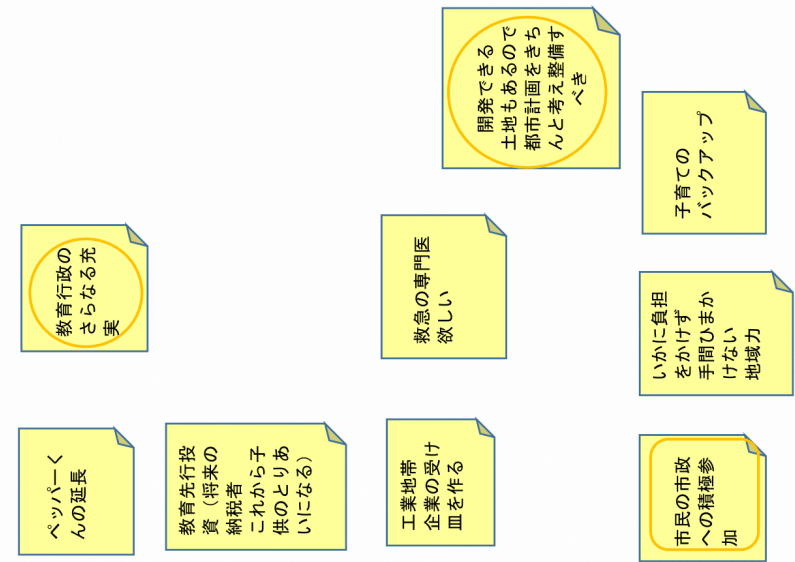 ペッパーく
んの延長
教育行政の
さらなる充
実
教育先行投
資（将来の
納税者
これから子
供のとりあ
いになる）
工業地帯
企業の受け
皿を作る
救急の専門医
欲しい
開発できる
土地もあるので
都市計画をきち
んと考え整備す
べき
市民の市政
への積極参
加
いかに負担
をかけず
手間ひまか
けない
地域力
子育ての
バックアップ